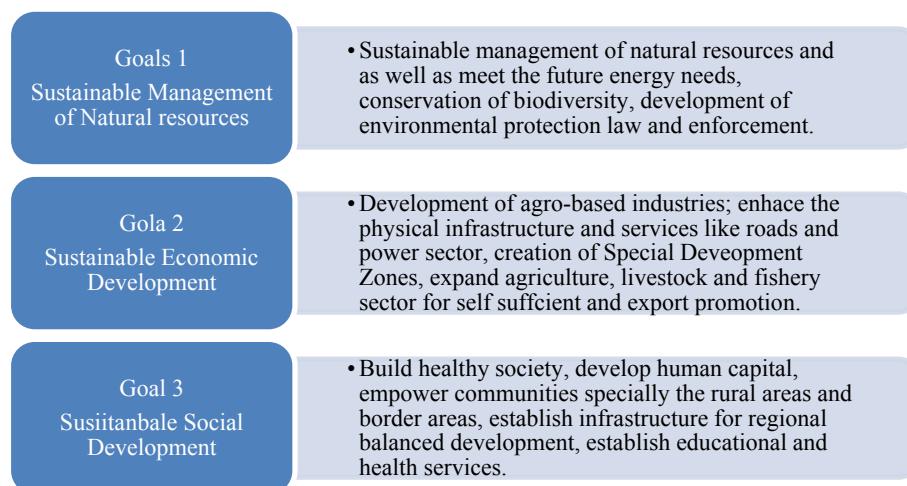 Goals 1
Sustainable Management
of Natural resources
• Sustainable management of natural resources and
as well as meet the future energy needs,
conservation of biodiversity, development of
environmental protection law and enforcement.
Gola 2
Sustainable Economic
Development
• Development of agro-based industries; enhace the
physical infrastructure and services like roads and
power sector, creation of Special Deveopment
Zones, expand agriculture, livestock and fishery
sector for self suffcient and export promotion.
Goal 3
Susiitanbale Social
Development
• Build healthy society, develop human capital,
empower communities specially the rural areas and
border areas, establish infrastructure for regional
balanced development, establish educational and
health services.